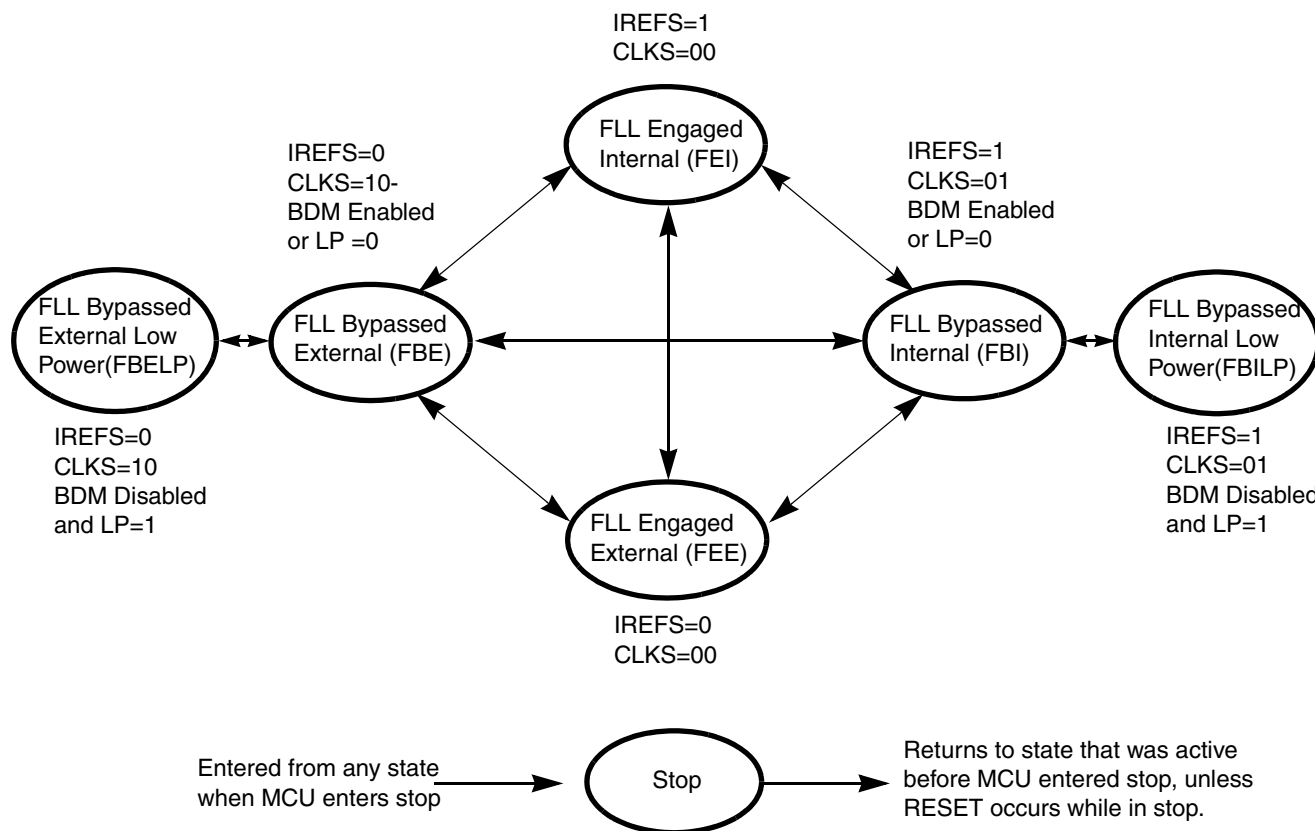 IREFS=1
CLKS=00
FLL Engaged
Internal (FEI)
IREFS=0
CLKS=10-
BDM Enabled
or LP =0
IREFS=1
CLKS=01
BDM Enabled
or LP=0
FLL Bypassed
External Low
Power(FBELP)
FLL Bypassed
External (FBE)
FLL Bypassed
Internal (FBI)
FLL Bypassed
Internal Low
Power(FBILP)
IREFS=0
CLKS=10
BDM Disabled
and LP=1
IREFS=1
CLKS=01
BDM Disabled
and LP=1
FLL Engaged
External (FEE)
IREFS=0
CLKS=00
Entered from any state
when MCU enters stop
Stop
Returns to state that was active
before MCU entered stop, unless
RESET occurs while in stop.